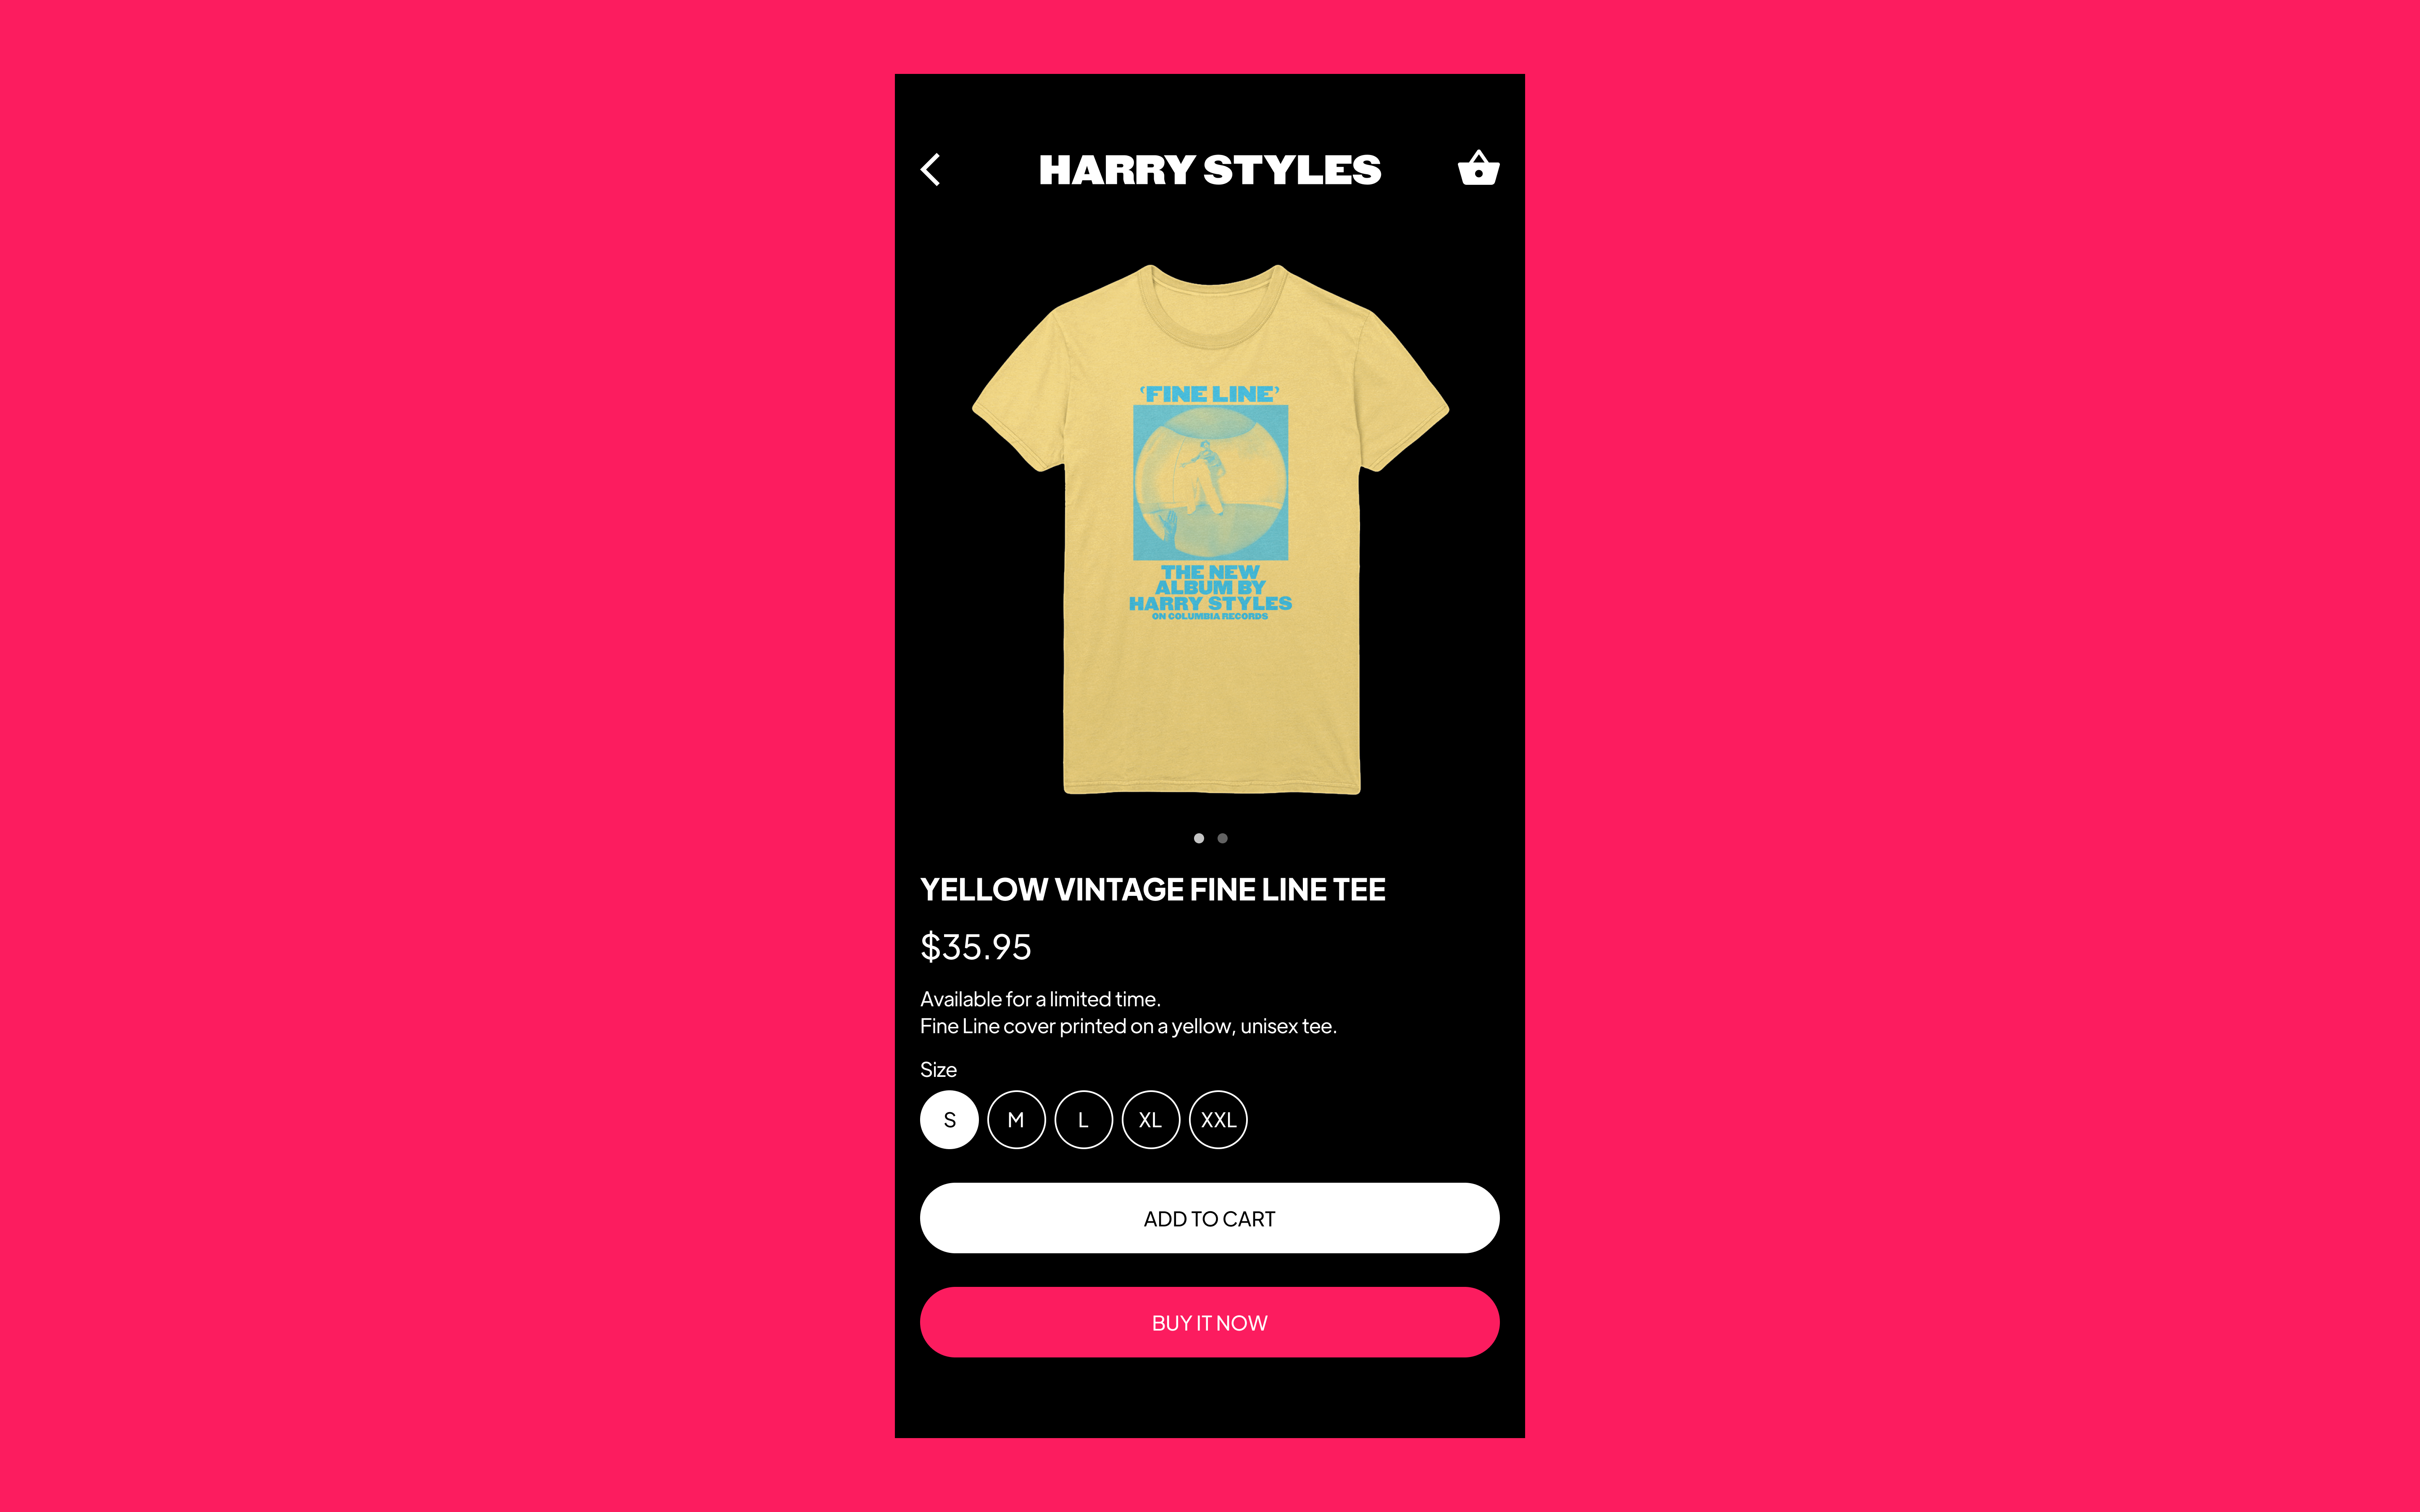 HARRY STYLES
‘FINE LINE’
THE NEW
ALBUM BY
HARRY STYLES
ON COLUMBIA RECORDS
YELLOW VINTAGE FINE LINE TEE
$35.95
Available for a limited time.
Fine Line cover printed on a yellow, unisex tee.
Size
S M L XL XXL
ADD TO CART
BUY IT NOW